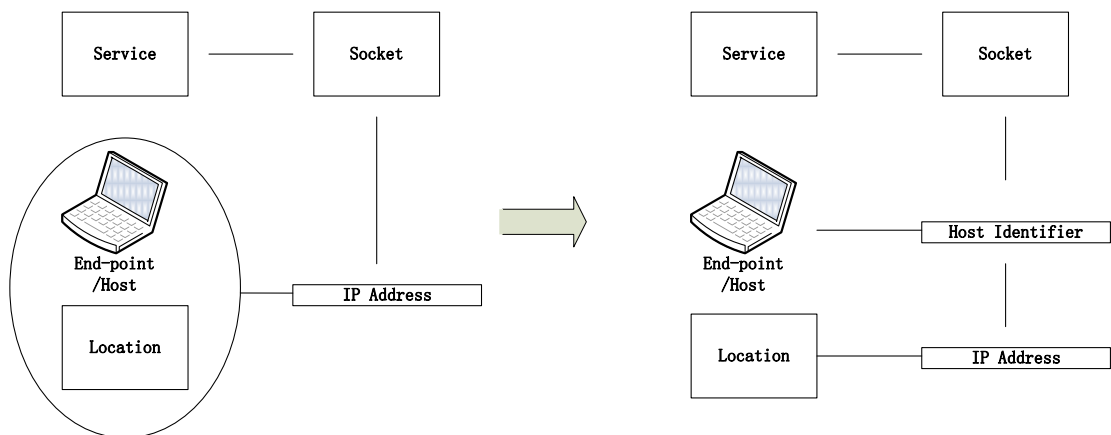 Service
Socket
End-point
/Host
IP Address
Location
Service
Socket
Host Identifier
End-point
/Host
Location
IP Address